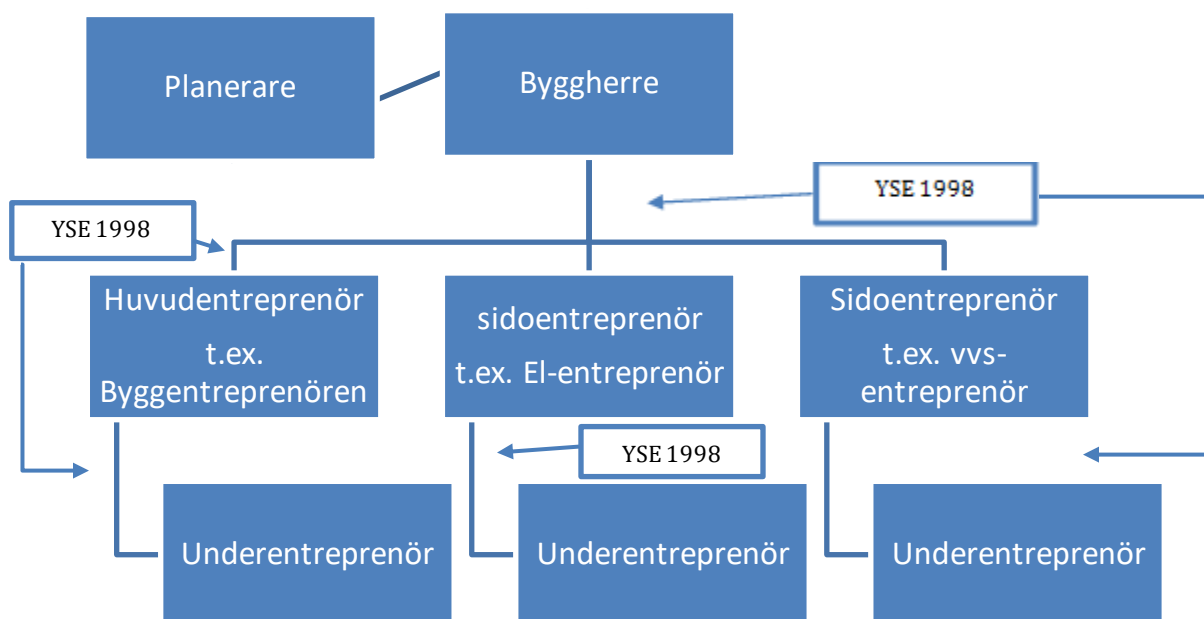 Planerare
Byggherre
YSE 1998
YSE 1998
Huvudentreprenör
t.ex.
Byggentreprenören
sidoentreprenör
t.ex. El-entreprenör
Sidoentreprenör
t.ex. vvs-
entreprenör
YSE 1998
Underentreprenör
Underentreprenör
Underentreprenör